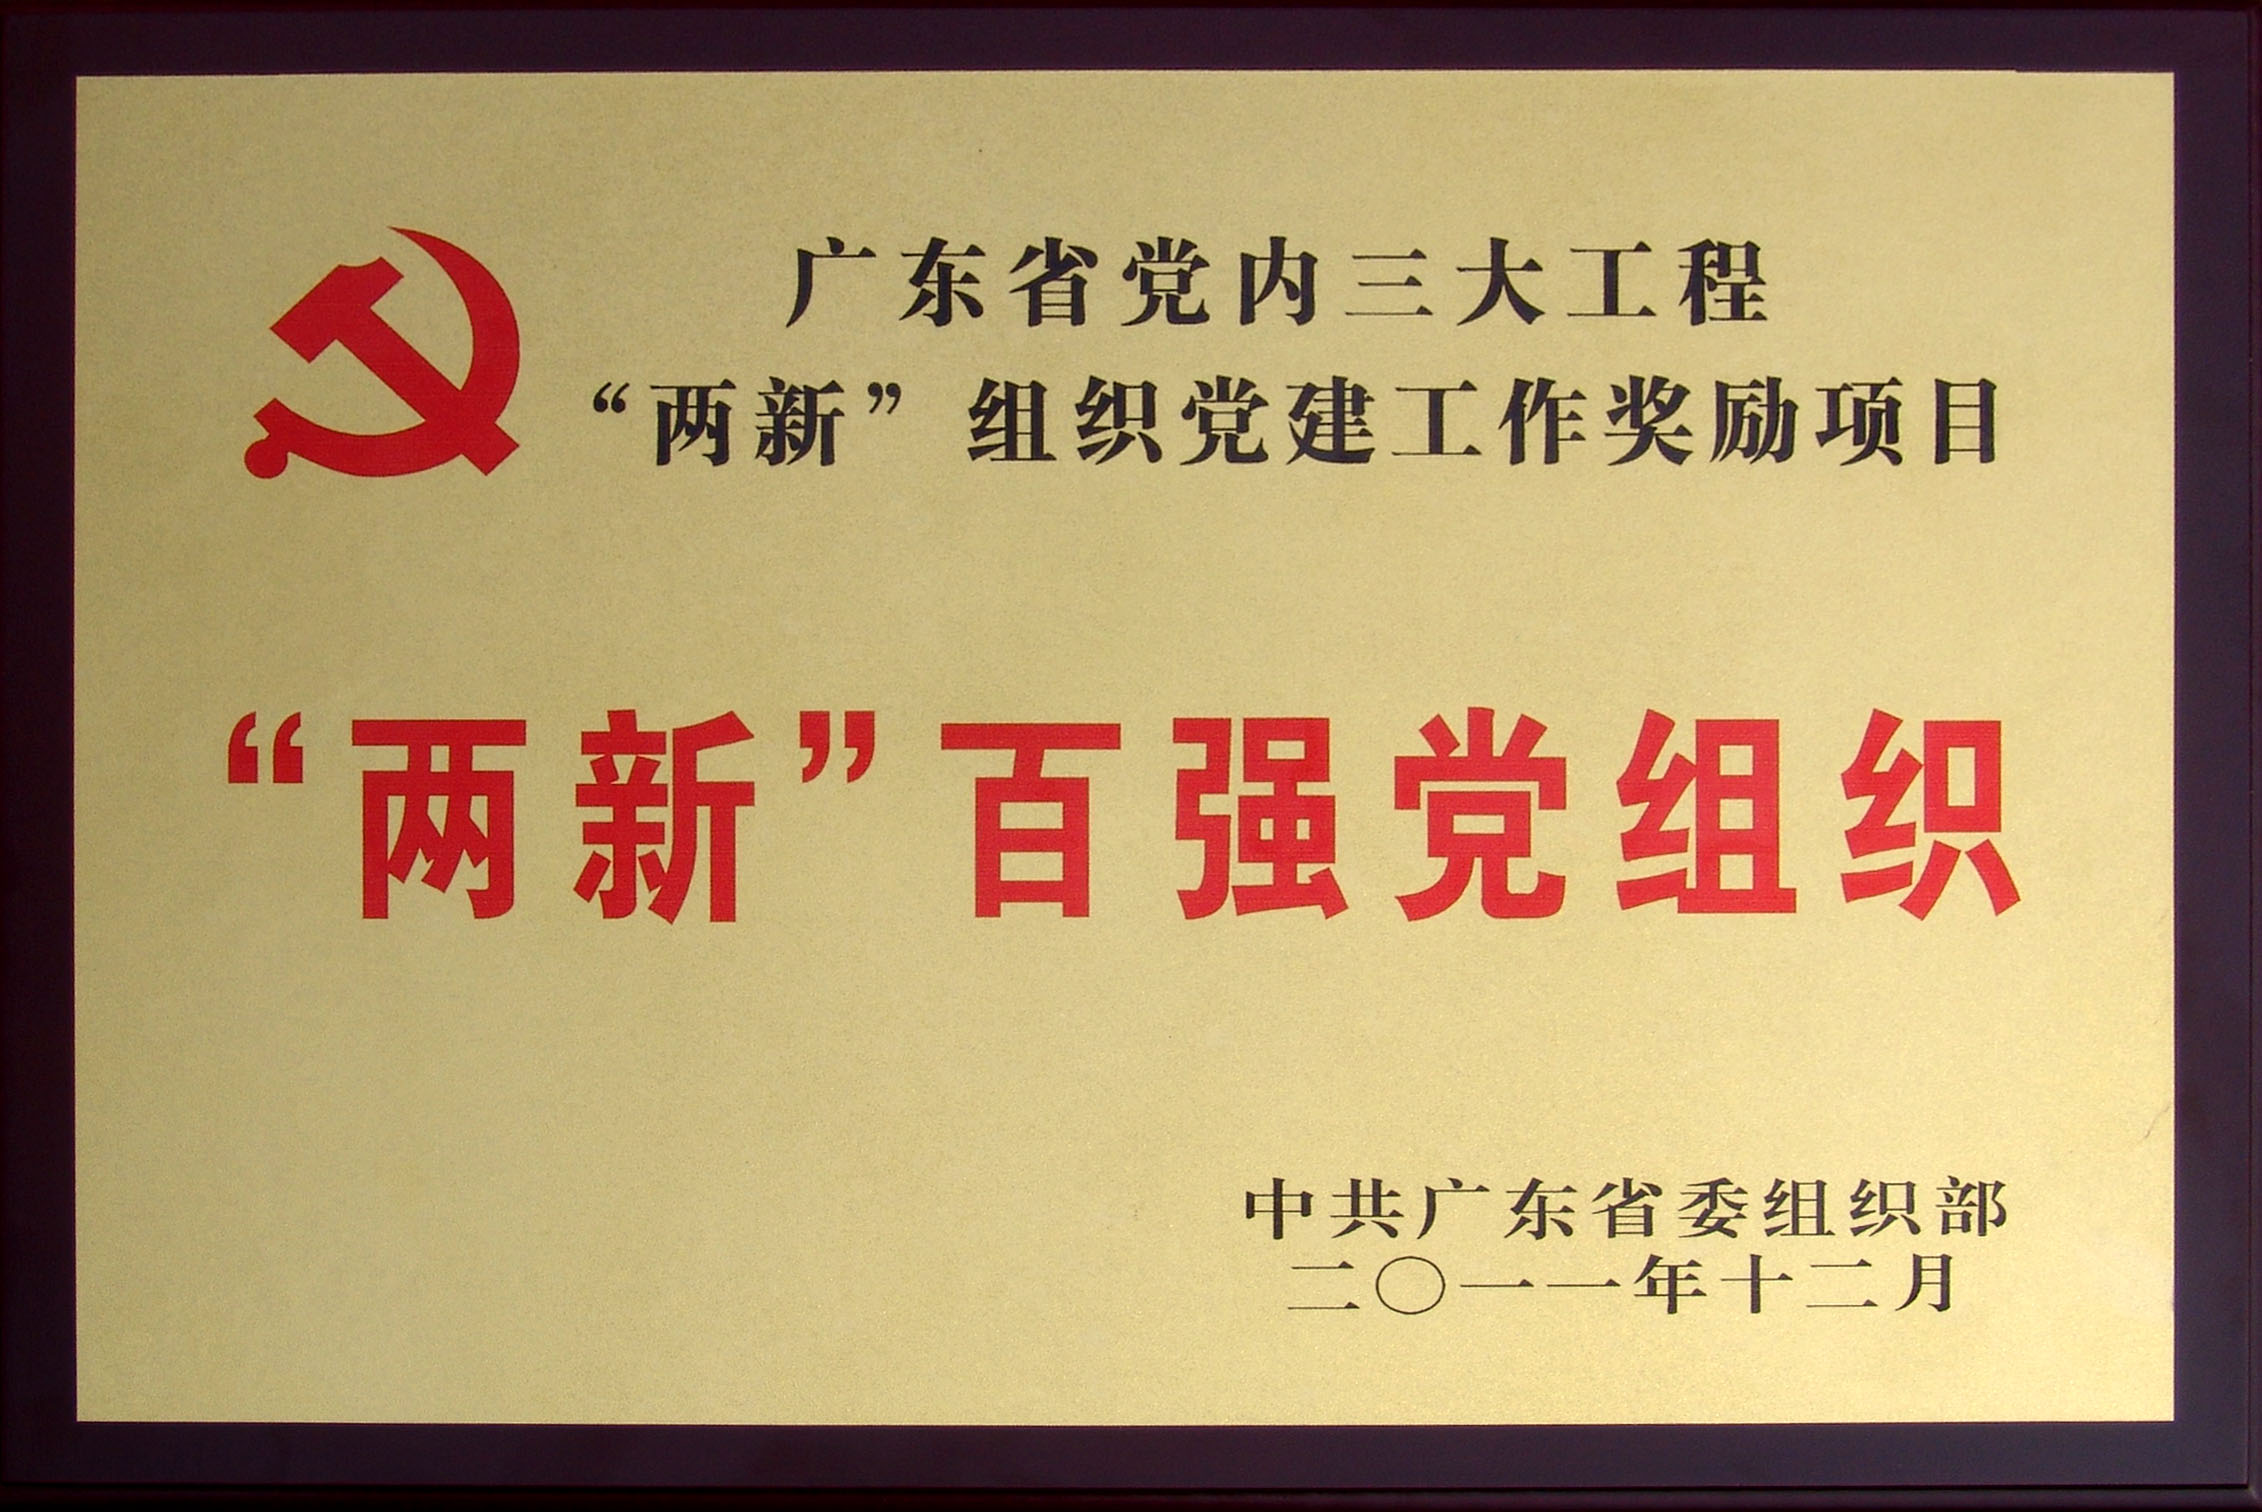 广东省党内三大工程
“两新”组织党建工作奖励项目
“两新”百强党组织
中共广东省委组织部
二〇一一年十二月